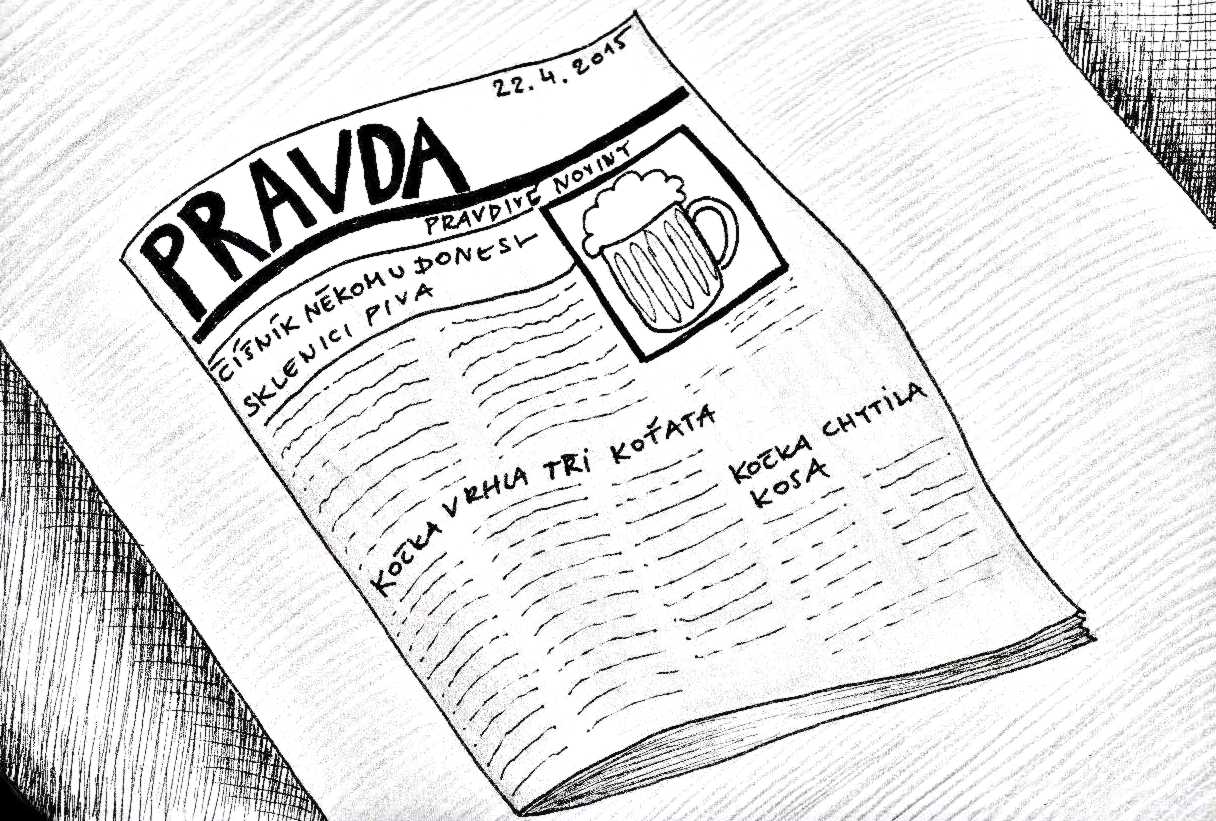 22.4.2015
PRAVDA
PRAVDIVÉ NOVINY
ČÍŠNÍK NĚKOMU DONESL
SKLENICI PIVA
KOČKA VRHLA TŘI KOŤATA
KOČKA CHYTILA
KOSA